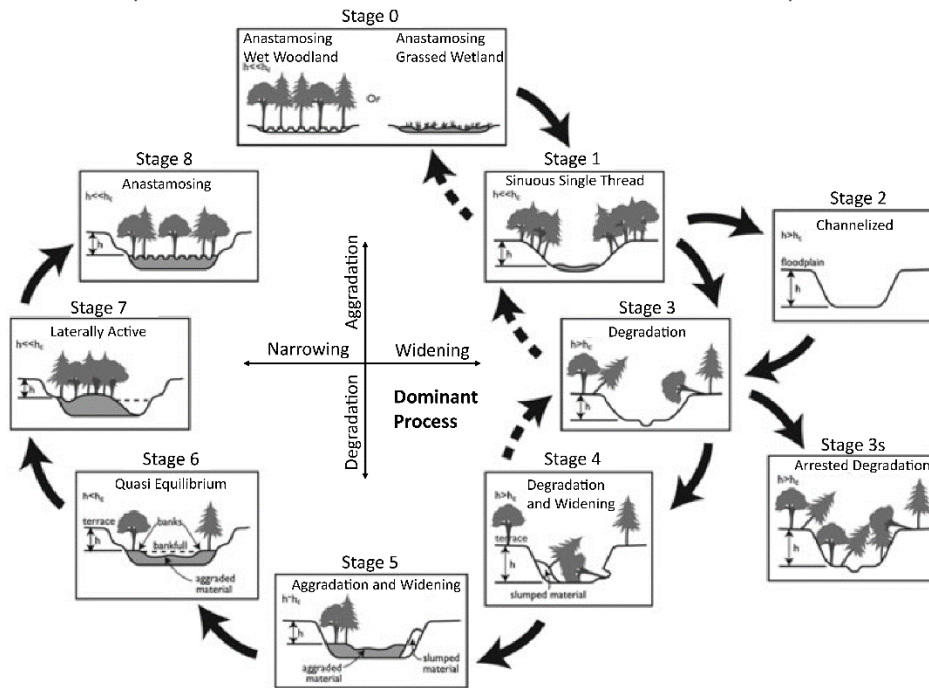 Stage 0
Anastamosing
Wet Woodland
h<<hc
Or
Anastamosing
Grassed Wetland
Stage 1
Sinuous Single Thread
h<<hc
h
Stage 2
Channelized
h>hc
floodplain
h
Stage 8
Anastamosing
h<<hc
h
Stage 7
Laterally Active
h<<hc
h
Aggradation
Narrowing
Widening
Degradation
Dominant
Process
Stage 3
Degradation
h>hc
h
Stage 3s
Arrested Degradation
h>hc
h
Stage 4
Degradation
and Widening
h>hc
terrace
h
slumped material
Stage 6
Quasi Equilibrium
h<hc
terrace
banks
h
bankfull
aggraded
material
Stage 5
Aggradation and Widening
h~hc
h
aggraded
material
slumped
material